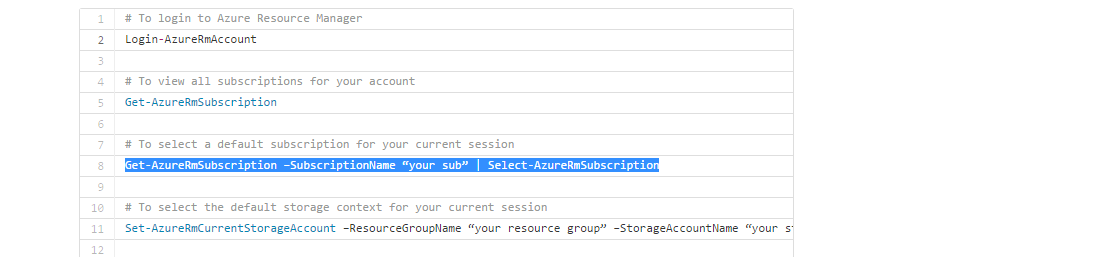 1 # To login to Azure Resource Manager
2 Login-AzureRmAccount
3
4 # To view all subscriptions for your account
5 Get-AzureRmSubscription
6
7 # To select a default subscription for your current session
8 Get-AzureRmSubscription –SubscriptionName “your sub” | Select-AzureRmSubscription
9
10 # To select the default storage context for your current session
11 Set-AzureRmCurrentStorageAccount –ResourceGroupName “your resource group” –StorageAccountName “your
12